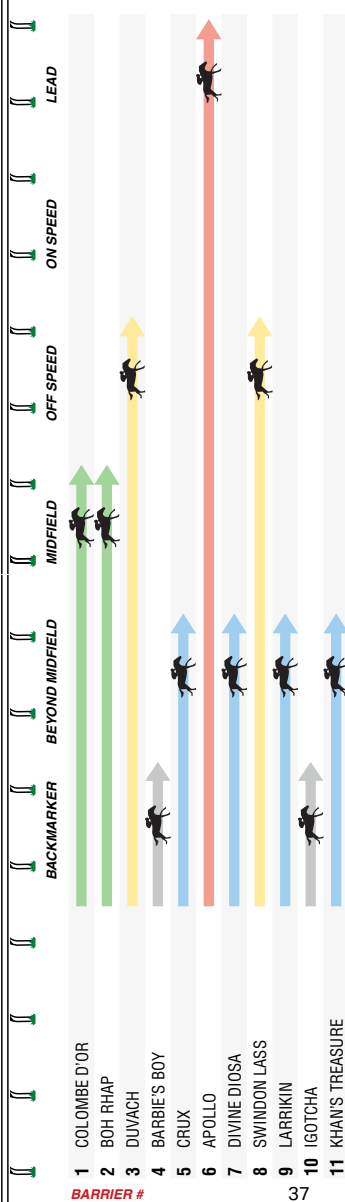 BACKMARKER
BEYOND MIDFIELD
MIDFIELD
OFF SPEED
ON SPEED
LEAD
1 COLOMBE D'OR
2 BOH RHAP
3 DUVACH
4 BARBIE'S BOY
5 CRUX
6 APOLLO
7 DIVINE DIOSA
8 SWINDON LASS
9 LARRIKIN
10 IGOTCHA
11 KHAN'S TREASURE
BARRIER #
37